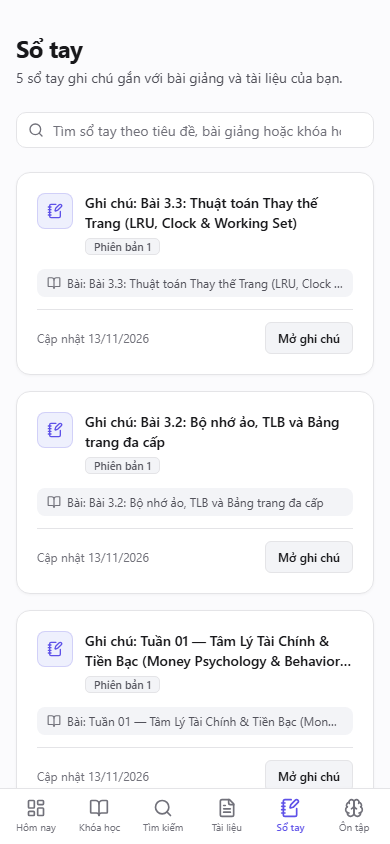 Sổ tay
5 sổ tay ghi chú gắn với bài giảng và tài liệu của bạn.
Tìm sổ tay theo tiêu đề, bài giảng hoặc khóa họ
Ghi chú: Bài 3.3: Thuật toán Thay thế
Trang (LRU, Clock & Working Set)
Phiên bản 1
Bài: Bài 3.3: Thuật toán Thay thế Trang (LRU, Clock ...
Cập nhật 13/11/2026
Mở ghi chú
Ghi chú: Bài 3.2: Bộ nhớ ảo, TLB và Bảng
trang đa cấp
Phiên bản 1
Bài: Bài 3.2: Bộ nhớ ảo, TLB và Bảng trang đa cấp
Cập nhật 13/11/2026
Mở ghi chú
Ghi chú: Tuần 01 — Tâm Lý Tài Chính &
Tiền Bạc (Money Psychology & Behavior...
Phiên bản 1
Bài: Tuần 01 — Tâm Lý Tài Chính & Tiền Bạc (Mon...
Cập nhật 13/11/2026
Mở ghi chú
Hôm nay
Khóa học
Tìm kiếm
Tài liệu
Sổ tay
Ôn tập